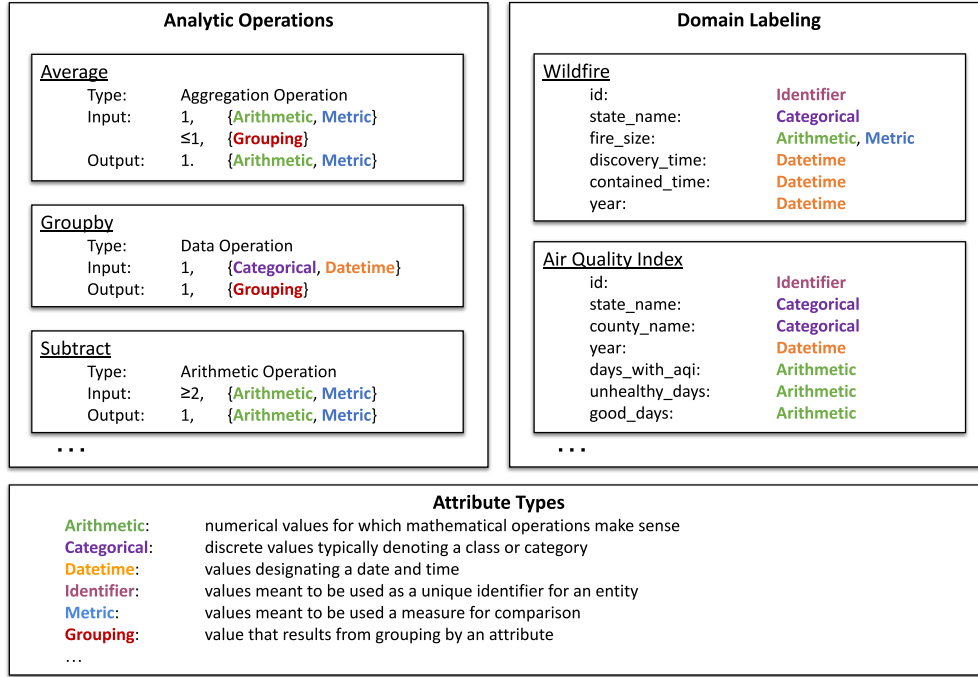 Analytic Operations
Average
Type: Aggregation Operation
Input: 1, {Arithmetic, Metric}
≤1, {Grouping}
Output: 1. {Arithmetic, Metric}
Groupby
Type: Data Operation
Input: 1, {Categorical, Datetime}
Output: 1, {Grouping}
Subtract
Type: Arithmetic Operation
Input: ≥2, {Arithmetic, Metric}
Output: 1, {Arithmetic, Metric}
...
Domain Labeling
Wildfire
id: Identifier
state_name: Categorical
fire_size: Arithmetic, Metric
discovery_time: Datetime
contained_time: Datetime
year: Datetime
Air Quality Index
id: Identifier
state_name: Categorical
county_name: Categorical
year: Datetime
days_with_aqi: Arithmetic
unhealthy_days: Arithmetic
good_days: Arithmetic
...
Attribute Types
Arithmetic: numerical values for which mathematical operations make sense
Categorical: discrete values typically denoting a class or category
Datetime: values designating a date and time
Identifier: values meant to be used as a unique identifier for an entity
Metric: values meant to be used a measure for comparison
Grouping: value that results from grouping by an attribute
...